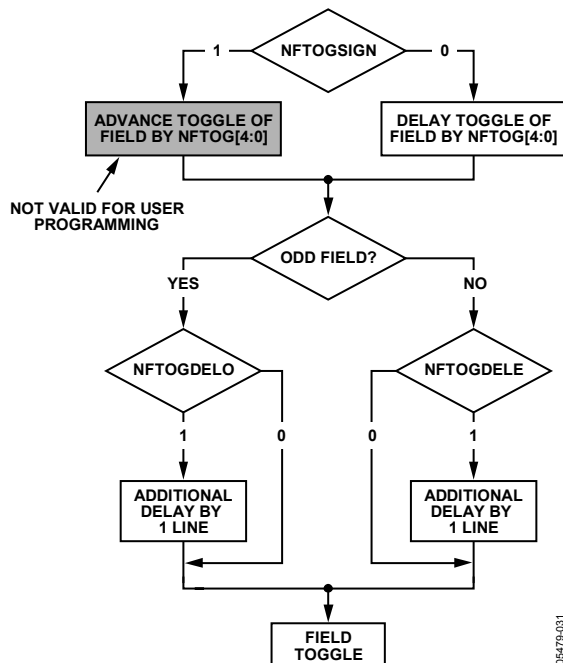 NFTOGSIGN
1
0
ADVANCE TOGGLE OF
FIELD BY NFTOG[4:0]
DELAY TOGGLE OF
FIELD BY NFTOG[4:0]
NOT VALID FOR USER
PROGRAMMING
ODD FIELD?
YES
NO
NFTOGDELO
NFTOGDELE
1
0
0
1
ADDITIONAL
DELAY BY
1 LINE
ADDITIONAL
DELAY BY
1 LINE
FIELD
TOGGLE
05479-031